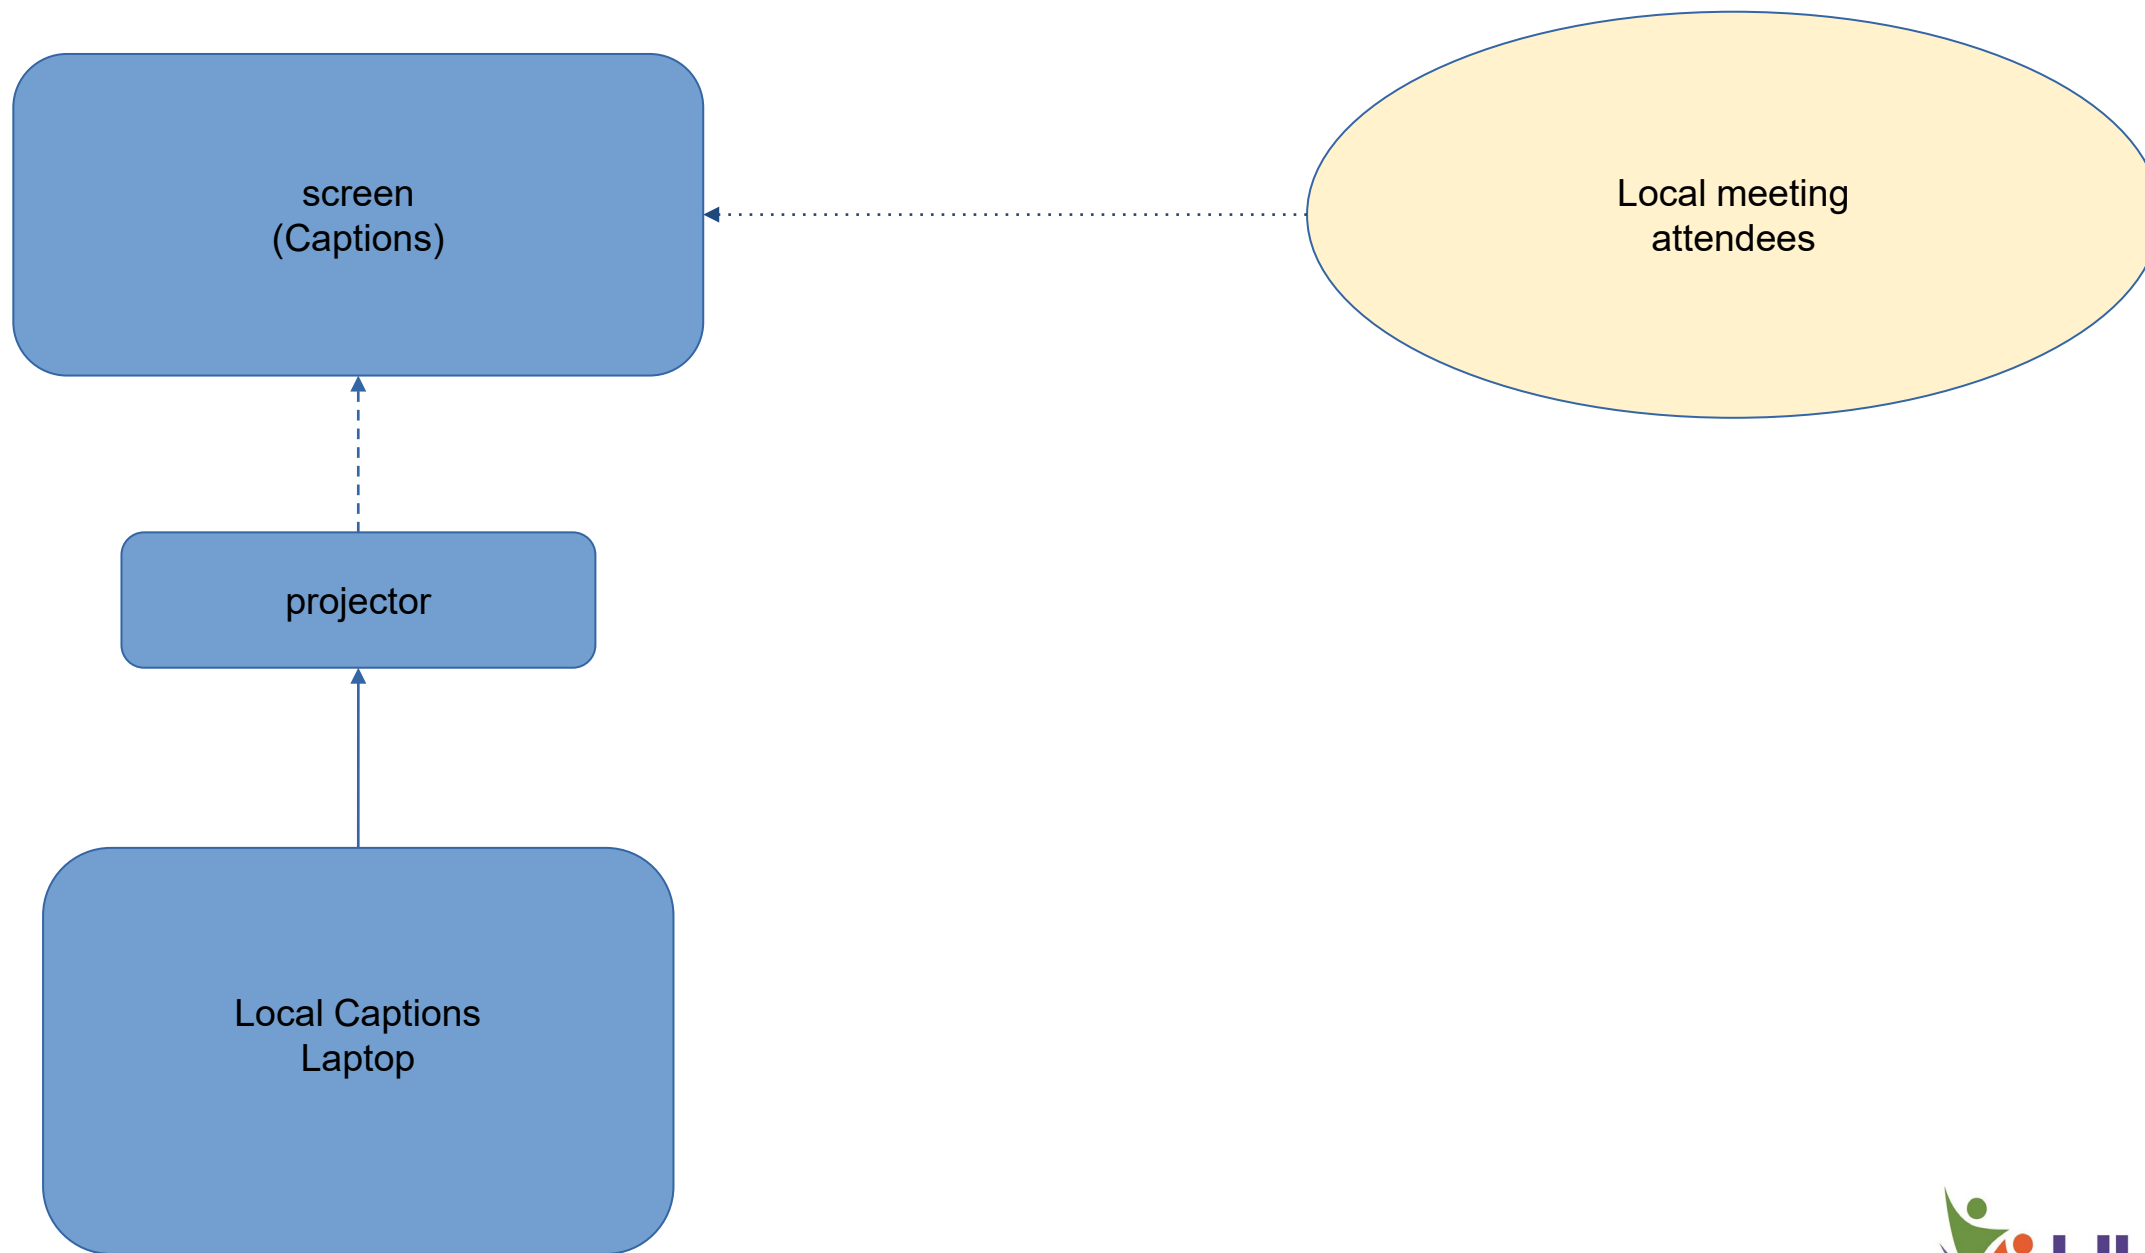 screen
(Captions)
Local meeting
attendees
projector
Local Captions
Laptop